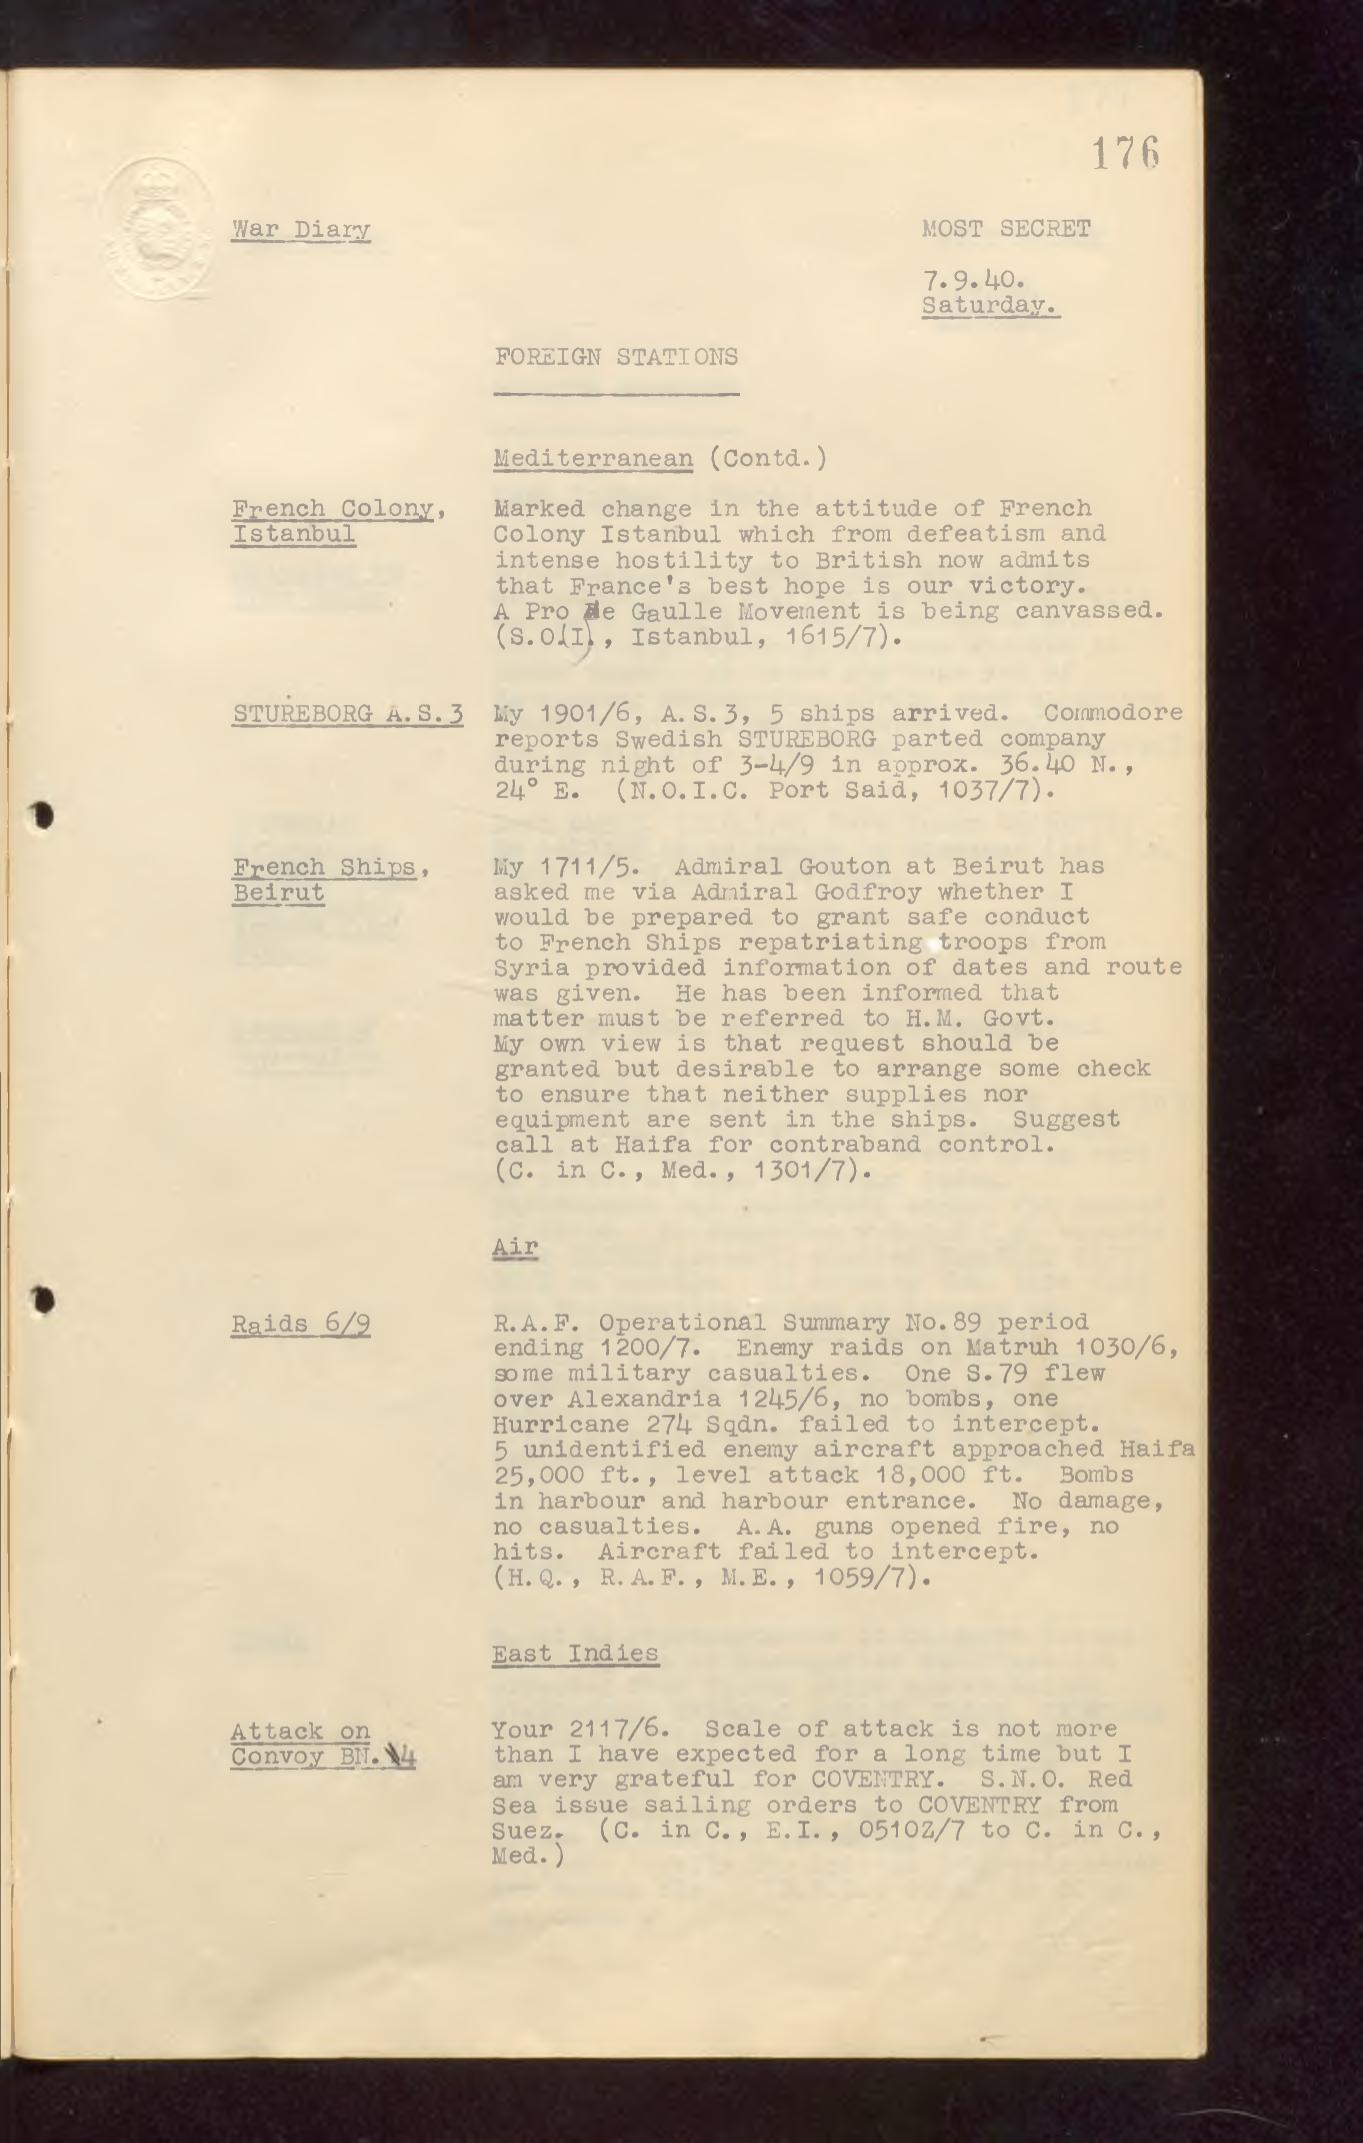 176
War Diary
MOST SECRET
7.9.40.
Saturday.
FOREIGN STATIONS
Mediterranean (Contd.)
French Colony,
Istanbul
Marked change in the attitude of French
Colony Istanbul which from defeatism and
intense hostility to British now admits
that France's best hope is our victory.
A Pro de Gaulle Movement is being canvassed.
(S.O.(I)., Istanbul, 1615/7).
STUREBORG A.S.3
My 1901/6, A.S.3, 5 ships arrived. Commodore
reports Swedish STUREBORG parted company
during night of 3-4/9 in approx. 36.40 N.,
24° E. (N.O.I.C. Port Said, 1037/7).
French Ships,
Beirut
My 1711/5. Admiral Gouton at Beirut has
asked me via Admiral Godfroy whether I
would be prepared to grant safe conduct
to French Ships repatriating troops from
Syria provided information of dates and route
was given. He has been informed that
matter must be referred to H.M. Govt.
My own view is that request should be
granted but desirable to arrange some check
to ensure that neither supplies nor
equipment are sent in the ships. Suggest
call at Haifa for contraband control.
(C. in C., Med., 1301/7).
Air
Raids 6/9
R.A.F. Operational Summary No.89 period
ending 1200/7. Enemy raids on Matruh 1030/6,
some military casualties. One S.79 flew
over Alexandria 1245/6, no bombs, one
Hurricane 274 Sqdn. failed to intercept.
5 unidentified enemy aircraft approached Haifa
25,000 ft., level attack 18,000 ft. Bombs
in harbour and harbour entrance. No damage,
no casualties. A.A. guns opened fire, no
hits. Aircraft failed to intercept.
(H.Q., R.A.F., M.E., 1059/7).
East Indies
Attack on
Convoy BN. 4
Your 2117/6. Scale of attack is not more
than I have expected for a long time but I
am very grateful for COVENTRY. S.N.O. Red
Sea issue sailing orders to COVENTRY from
Suez. (C. in C., E.I., 0510Z/7 to C. in C.,
Med.)